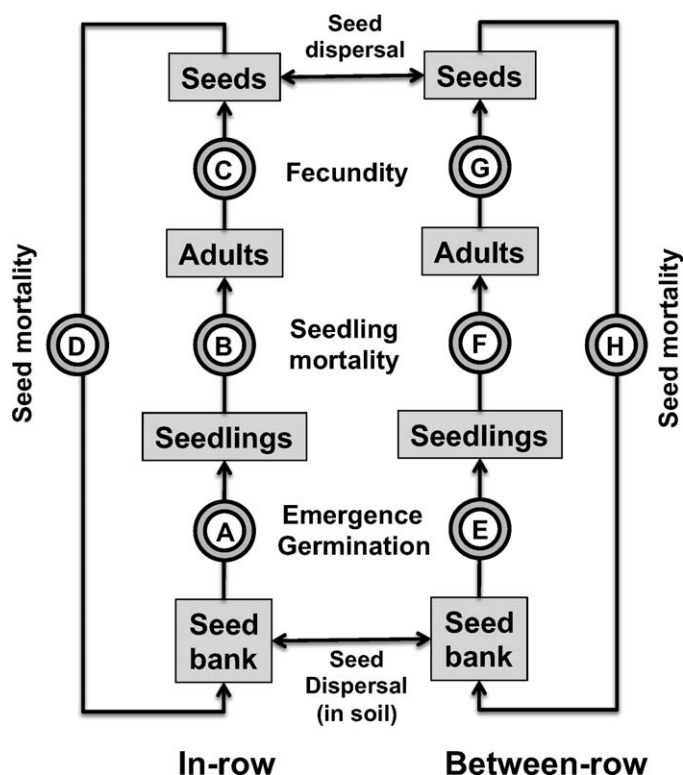 Seed
dispersal
Seeds
Seeds
C
Fecundity
G
Adults
Adults
Seed mortality
D
B
Seedling
mortality
F
H
Seed mortality
Seedlings
Seedlings
A
Emergence
Germination
E
Seed
bank
Seed
Dispersal
(in soil)
Seed
bank
In-row
Between-row